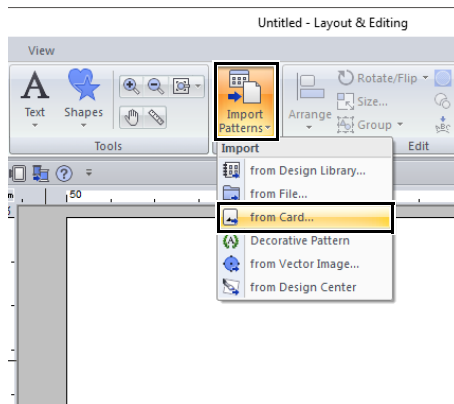 Untitled - Layout & Editing
View
Text
Shapes
Import
Patterns
Arrange
Rotate/Flip
Size...
Group
Tools
Edit
Import
from Design Library...
from File...
from Card...
Decorative Pattern
from Vector Image...
from Design Center
50